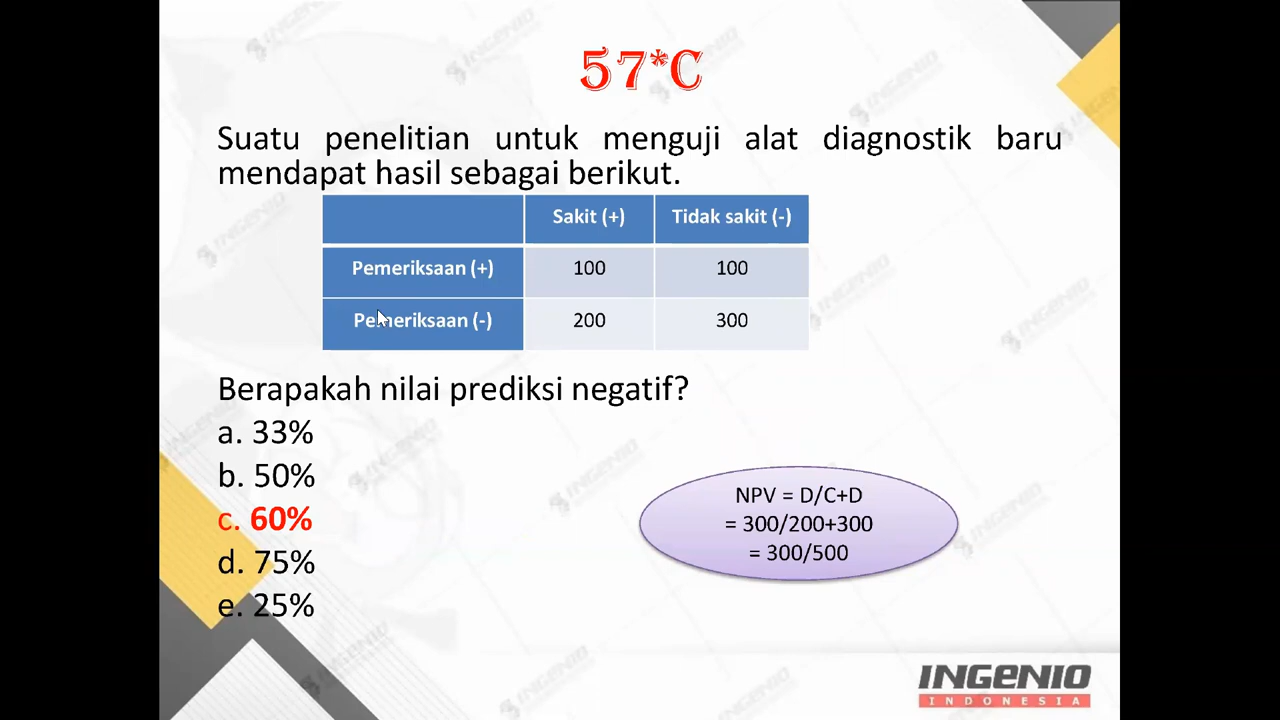 57*C
Suatu penelitian untuk menguji alat diagnostik baru
mendapat hasil sebagai berikut.
Sakit (+) Tidak sakit (-)
Pemeriksaan (+) 100 100
Pemeriksaan (-) 200 300
Berapakah nilai prediksi negatif?
a. 33%
b. 50%
c. 60%
d. 75%
e. 25%
NPV = D/C+D
= 300/200+300
= 300/500
INGENIO
INDONESIA